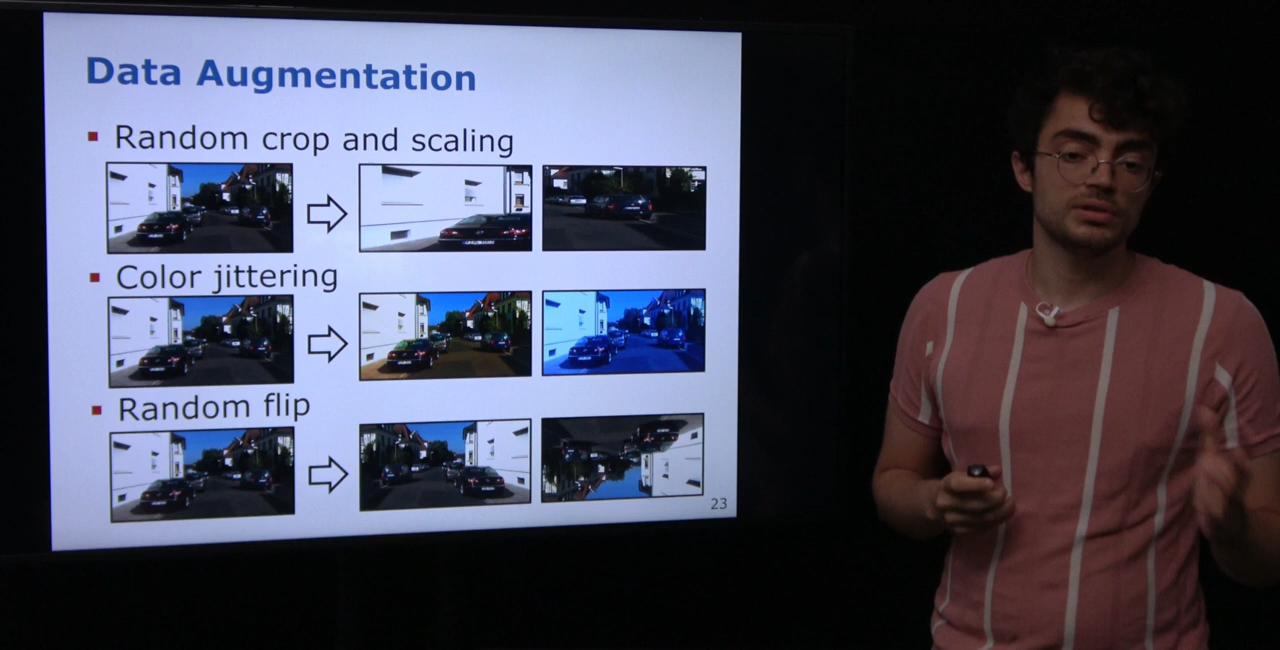 Data Augmentation
Random crop and scaling
Color jittering
Random flip
23